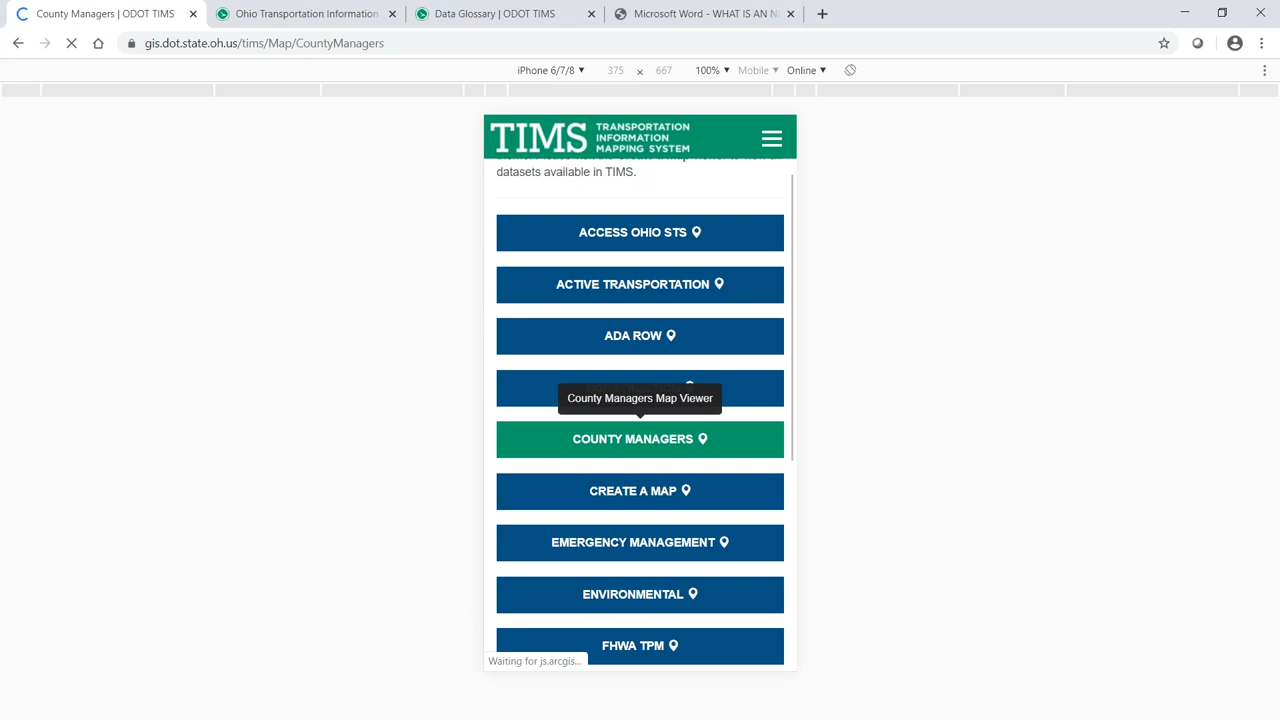 County Managers | ODOT TIMS
Ohio Transportation Information
Data Glossary | ODOT TIMS
Microsoft Word - WHAT IS AN N
gis.dot.state.oh.us/tims/Map/CountyManagers
iPhone 6/7/8 ▼ 375 x 667 100% ▼ Mobile ▼ Online ▼
TIMS TRANSPORTATION
INFORMATION
MAPPING SYSTEM
datasets available in TIMS.
ACCESS OHIO STS
ACTIVE TRANSPORTATION
ADA ROW
County Managers Map Viewer
COUNTY MANAGERS
CREATE A MAP
EMERGENCY MANAGEMENT
ENVIRONMENTAL
FHWA TPM
Waiting for js.arcgis...